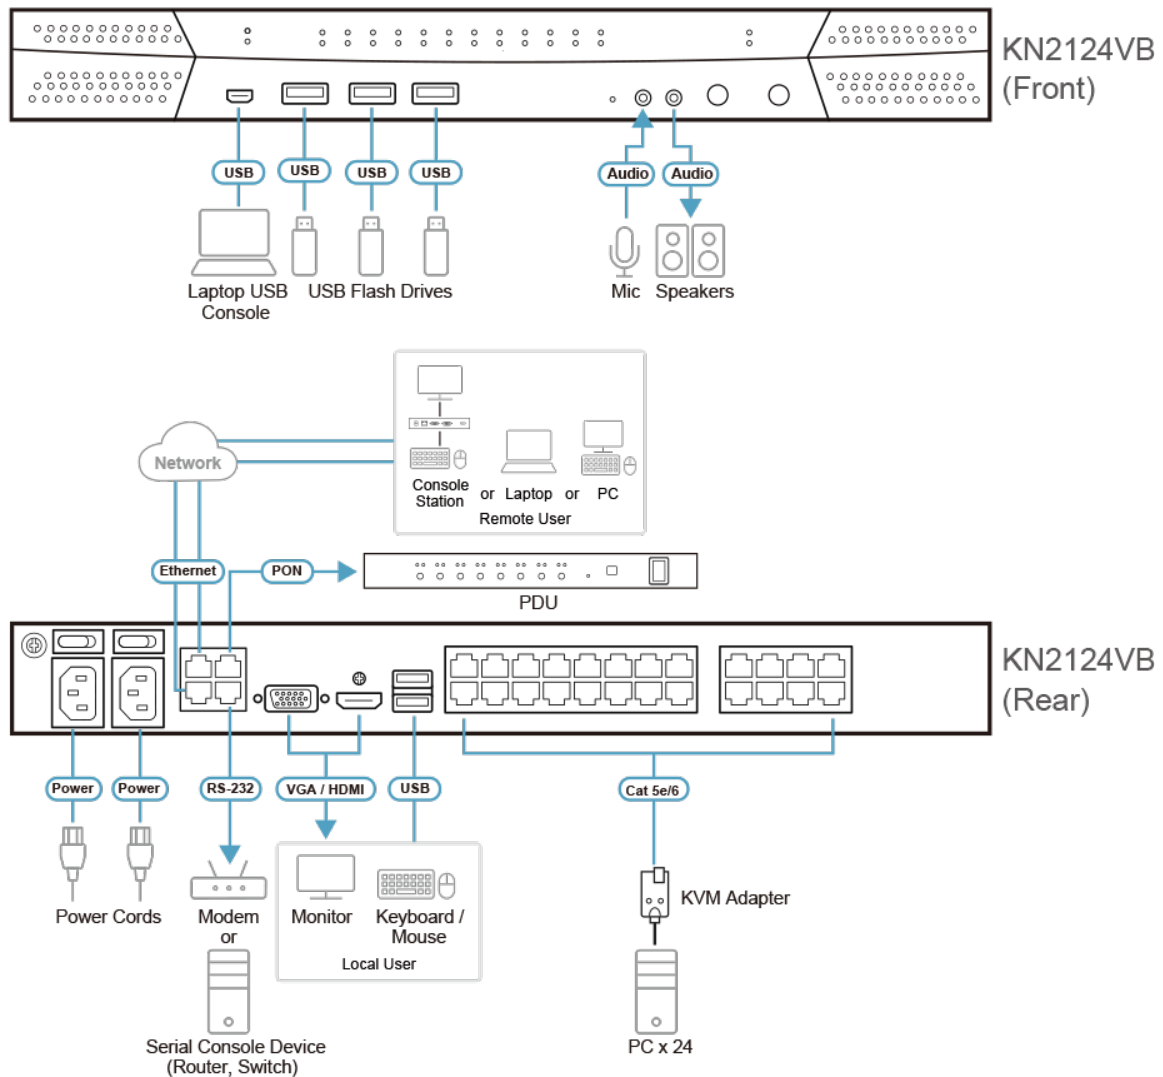 KN2124VB
(Front)
USB
USB
USB
USB
Audio
Audio
Laptop USB
Console
USB Flash Drives
Mic
Speakers
Network
Console
Station
or
Laptop
or
PC
Remote User
Ethernet
PON
PDU
KN2124VB
(Rear)
Power
Power
RS-232
VGA / HDMI
USB
Cat 5e/6
Power Cords
Modem
or
Serial Console Device
(Router, Switch)
Monitor
Keyboard /
Mouse
Local User
KVM Adapter
PC x 24